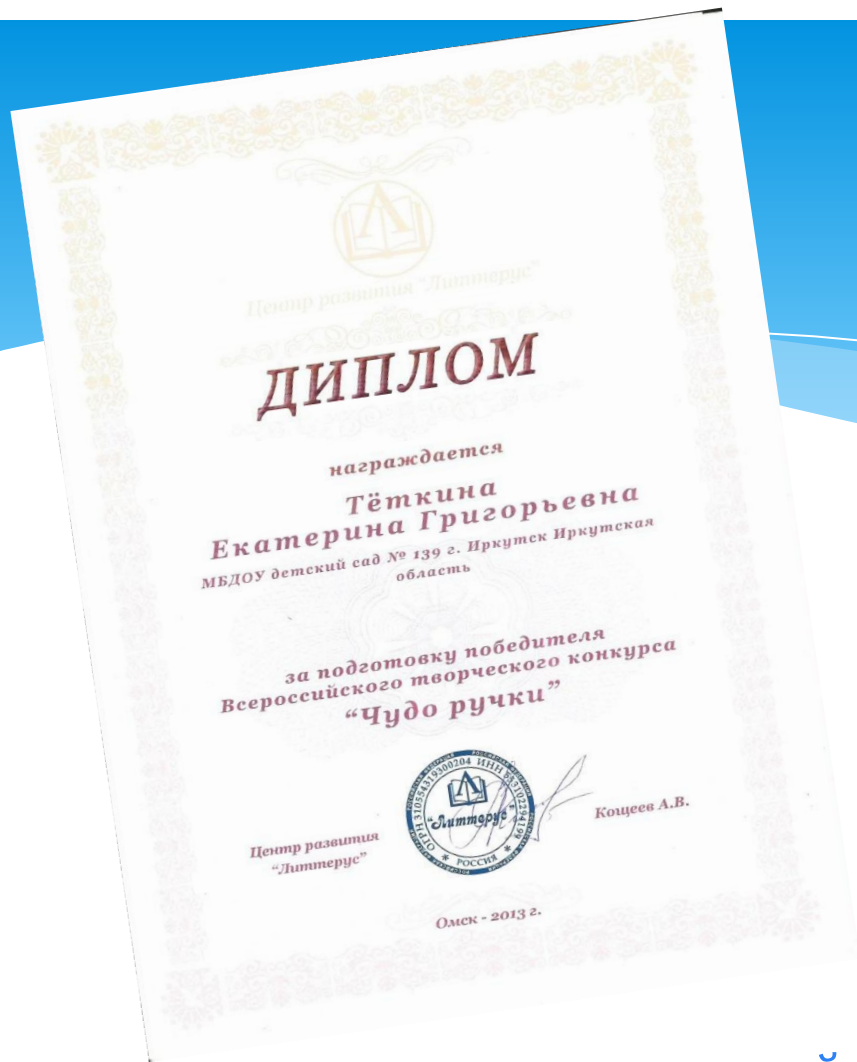 Центр развития "Литтерус"
ДИПЛОМ
награждается
Тёткина
Екатерина Григорьевна
МБДОУ детский сад № 139 г. Иркутск Иркутская
область
за подготовку победителя
Всероссийского творческого конкурса
“Чудо ручки”
Центр развития
“Литтерус”
"Литтерус"
РОССИЯ
Кощеев А.В.
Омск - 2013 г.